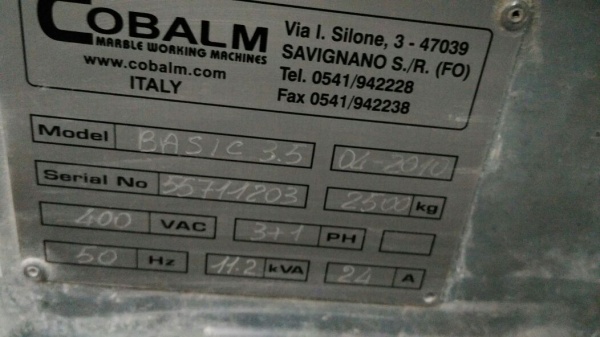 COBALM
MARBLE WORKING MACHINES
www.cobalm.com
ITALY
Via I. Silone, 3 - 47039
SAVIGNANO S./R. (FO)
Tel. 0541/942228
Fax 0541/942238
Model BASIC 3.5 04-2010
Serial No 55711203 2500 kg
400 VAC 3+1 PH
50 Hz 11.2 kVA 24 A